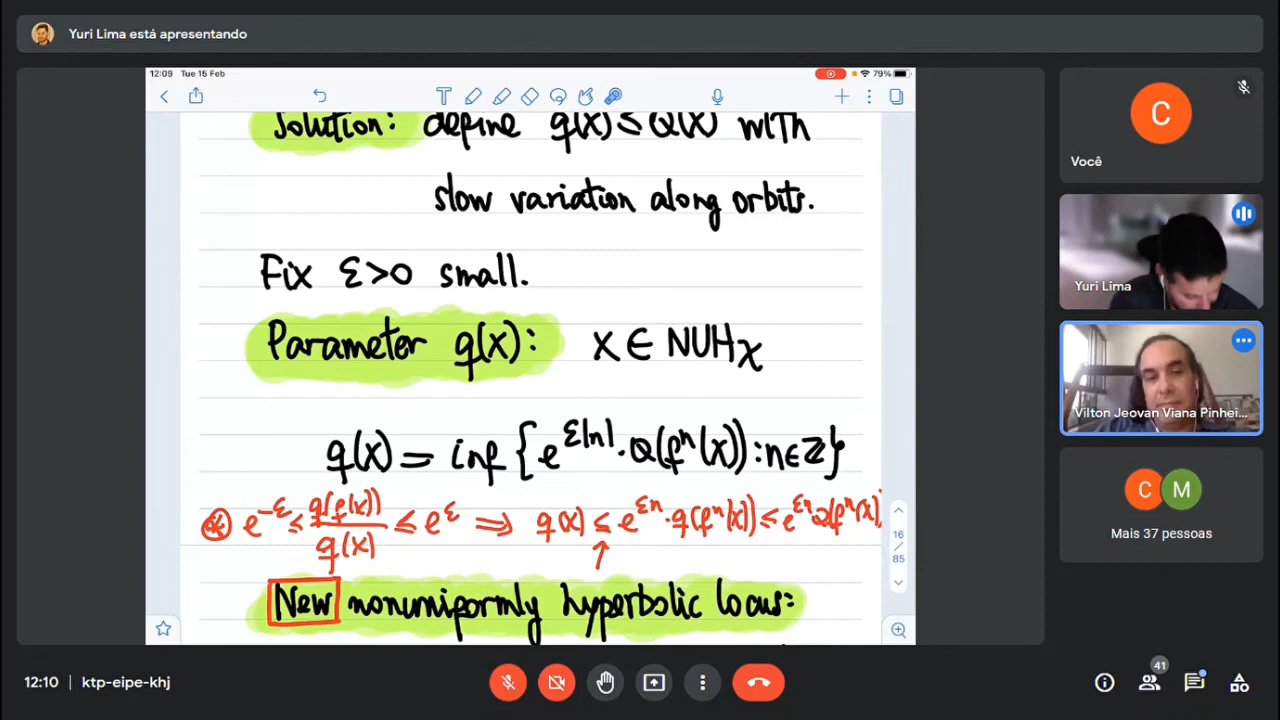 Yuri Lima está apresentando
12:09 Tue 15 Feb
79%
Solution: define q(x) ≤ Q(x) with
slow variation along orbits.
Fix ε>0 small.
Parameter q(x): x ∈ NUHχ
q(x) = inf { e^{ε|n|} · Q(f^n(x)) : n∈ℤ}
⊛ e^{-ε} ≤ q(f(x))/q(x) ≤ e^ε ⟹ q(x) ≤ e^{εn} · q(f^n(x)) ≤ e^{εn} Q(f^n(x))
↑
New nonuniformly hyperbolic locus:
16
/
85
C
Você
Yuri Lima
Vilton Jeovan Viana Pinhei...
C M
Mais 37 pessoas
12:10 | ktp-eipe-khj
41